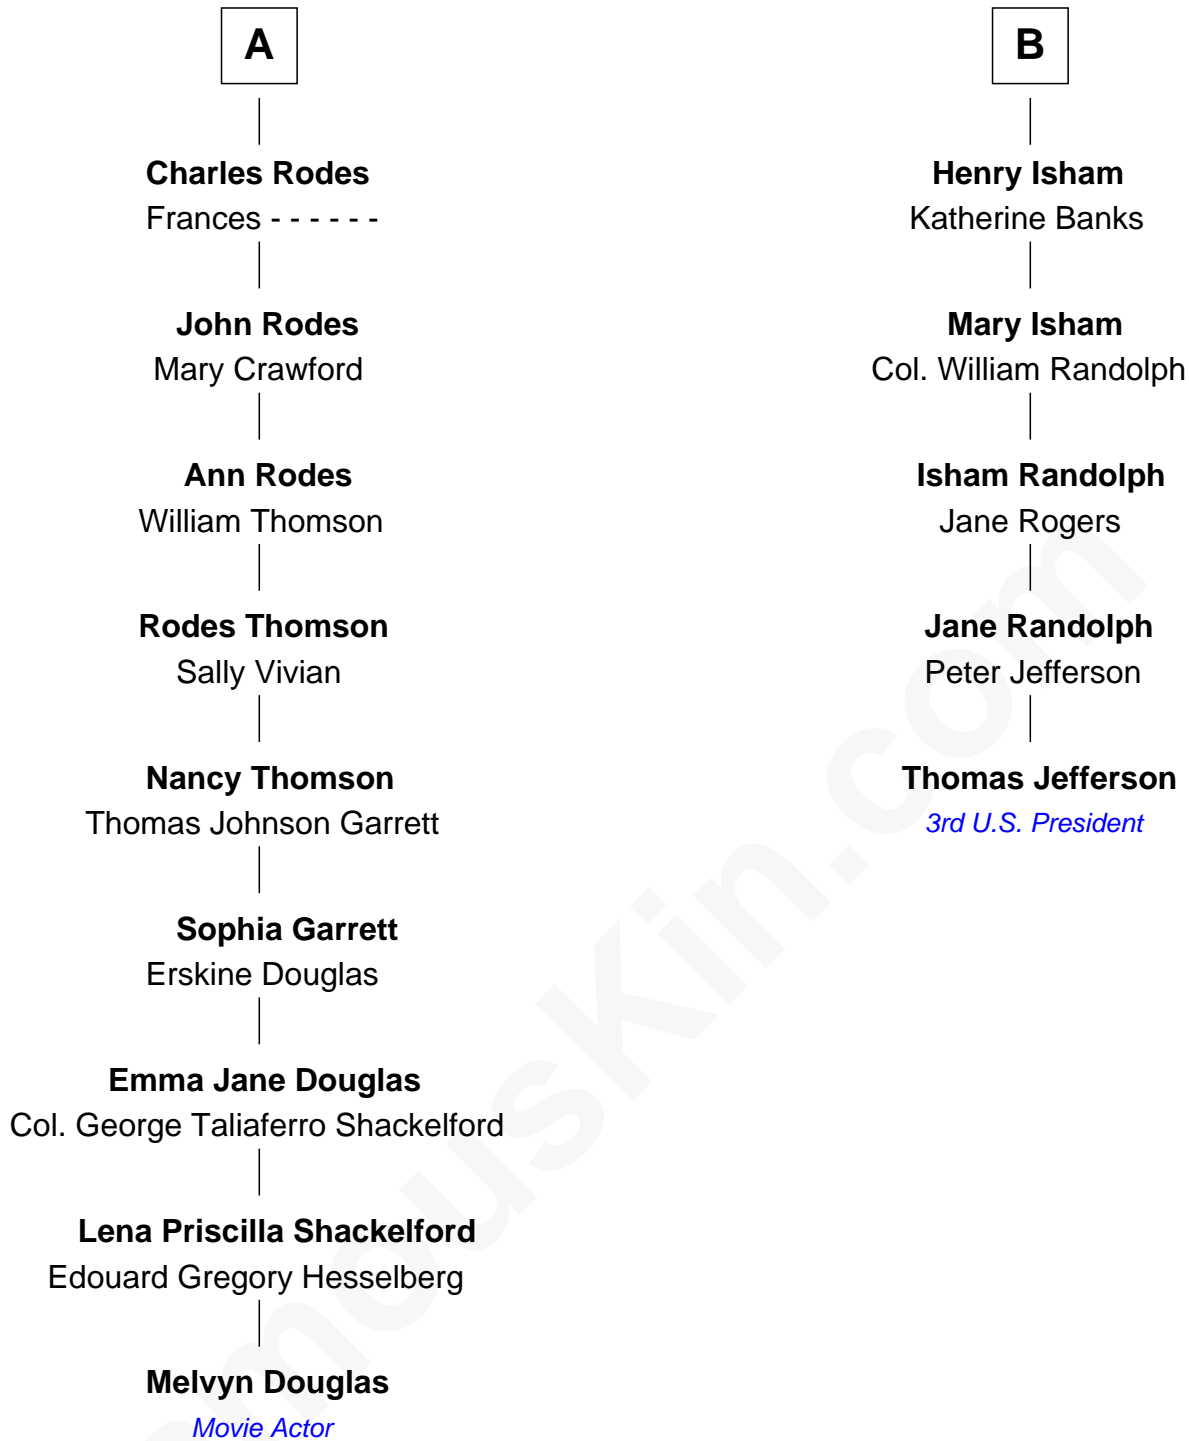 A
Charles Rodes
Frances - - - - - -
John Rodes
Mary Crawford
Ann Rodes
William Thomson
Rodes Thomson
Sally Vivian
Nancy Thomson
Thomas Johnson Garrett
Sophia Garrett
Erskine Douglas
Emma Jane Douglas
Col. George Taliaferro Shackelford
Lena Priscilla Shackelford
Edouard Gregory Hesselberg
Melvyn Douglas
Movie Actor
B
Henry Isham
Katherine Banks
Mary Isham
Col. William Randolph
Isham Randolph
Jane Rogers
Jane Randolph
Peter Jefferson
Thomas Jefferson
3rd U.S. President
mousKin.com